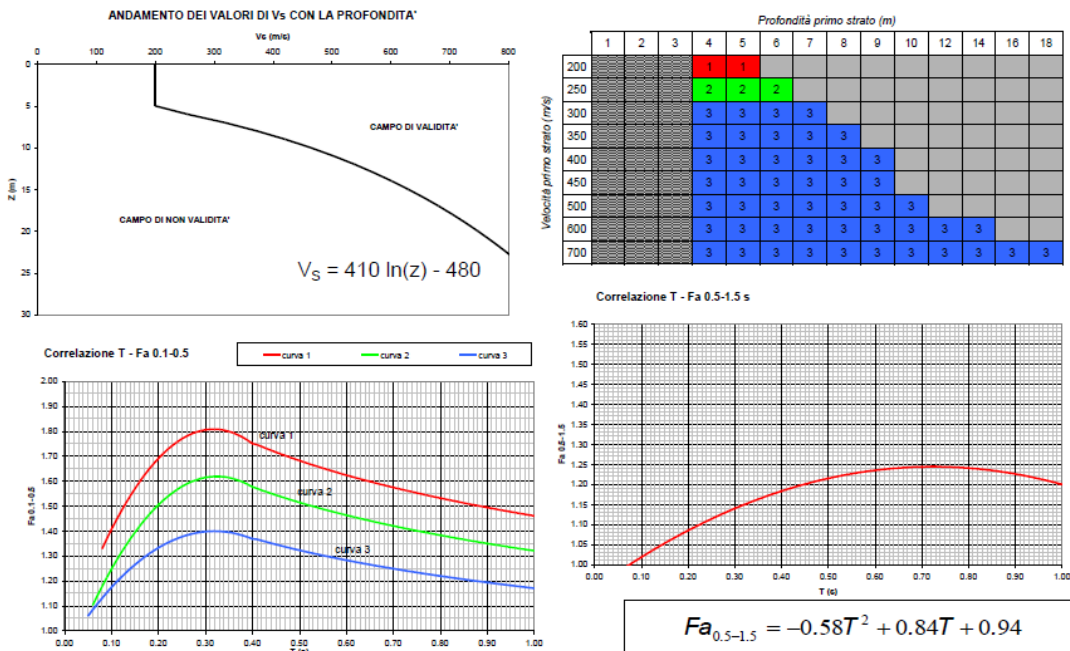 ANDAMENTO DEI VALORI DI Vs CON LA PROFONDITA'
Vs (m/s)
0 100 200 300 400 500 600 700 800
0
5
10
15
20
25
30
Z (m)
CAMPO DI VALIDITA'
CAMPO DI NON VALIDITA'
V_S = 410 ln(z) - 480
Profondità primo strato (m)
1 2 3 4 5 6 7 8 9 10 12 14 16 18
Velocità primo strato (m/s)
200 1 1
250 2 2 2
300 3 3 3 3
350 3 3 3 3 3
400 3 3 3 3 3 3
450 3 3 3 3 3 3
500 3 3 3 3 3 3 3
600 3 3 3 3 3 3 3 3 3
700 3 3 3 3 3 3 3 3 3 3 3
Correlazione T - Fa 0.1-0.5
curva 1 curva 2 curva 3
2.00
1.90
1.80
1.70
1.60
1.50
1.40
1.30
1.20
1.10
1.00
Fa 0.1-0.5
curva 1
curva 2
curva 3
0.00 0.10 0.20 0.30 0.40 0.50 0.60 0.70 0.80 0.90 1.00
T (s)
Correlazione T - Fa 0.5-1.5 s
1.60
1.55
1.50
1.45
1.40
1.35
1.30
1.25
1.20
1.15
1.10
1.05
1.00
Fa 0.5-1.5
0.00 0.10 0.20 0.30 0.40 0.50 0.60 0.70 0.80 0.90 1.00
T (s)
Fa_{0.5–1.5} = −0.58T² + 0.84T + 0.94